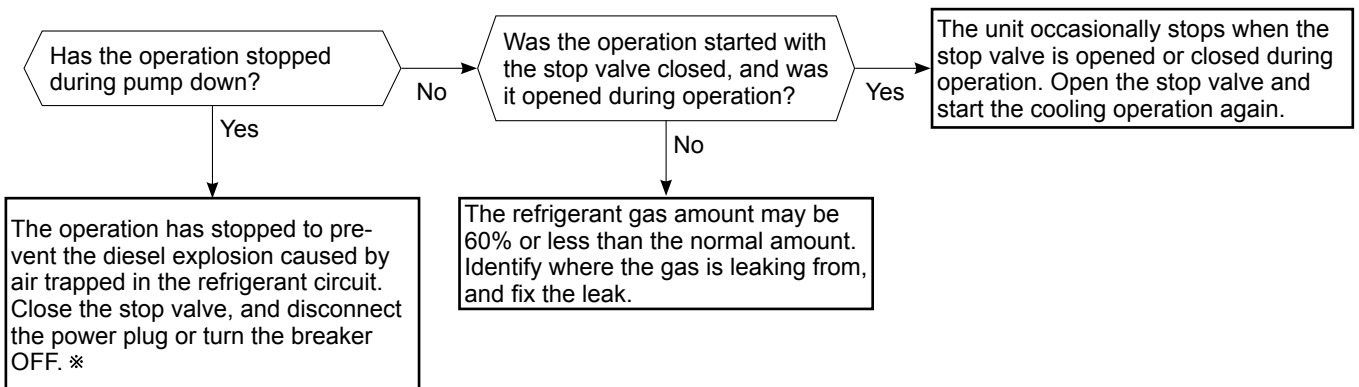 Has the operation stopped
during pump down?
No
Yes
Was the operation started with
the stop valve closed, and was
it opened during operation?
Yes
No
The unit occasionally stops when the
stop valve is opened or closed during
operation. Open the stop valve and
start the cooling operation again.
The operation has stopped to pre-
vent the diesel explosion caused by
air trapped in the refrigerant circuit.
Close the stop valve, and disconnect
the power plug or turn the breaker
OFF. ※
The refrigerant gas amount may be
60% or less than the normal amount.
Identify where the gas is leaking from,
and fix the leak.